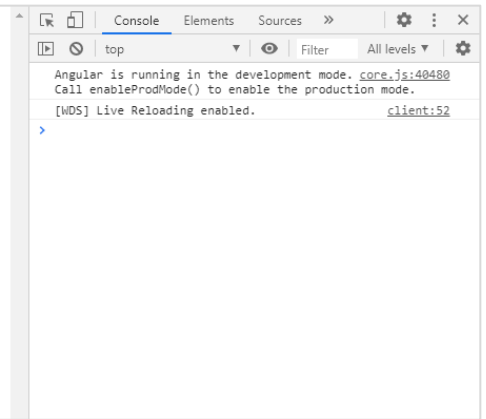 Console Elements Sources »
top Filter All levels
Angular is running in the development mode. core.js:40480
Call enableProdMode() to enable the production mode.
[WDS] Live Reloading enabled. client:52